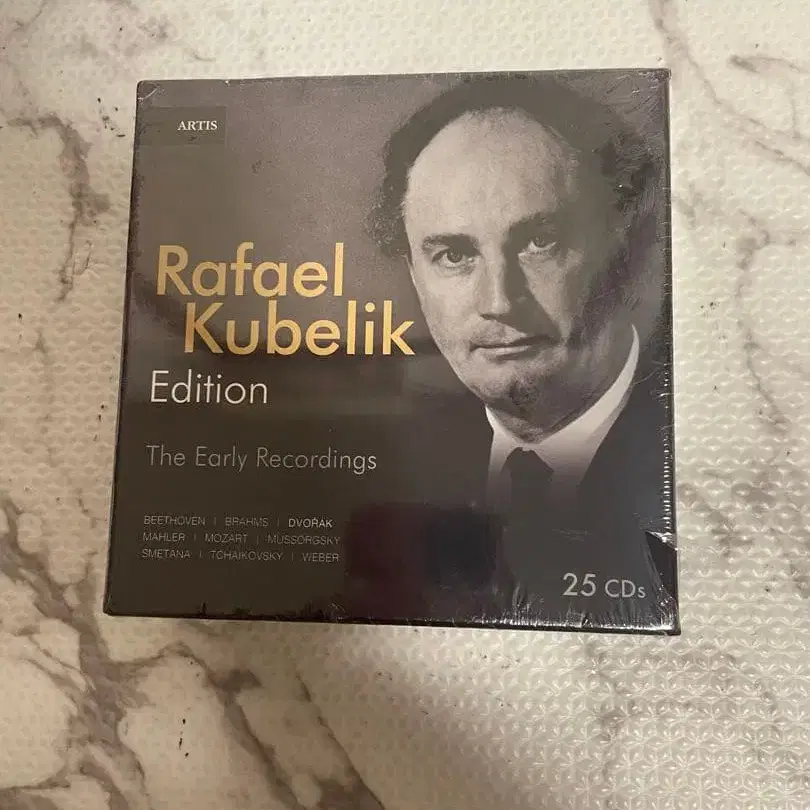 ARTIS
Rafael
Kubelik
Edition
The Early Recordings
BEETHOVEN | BRAHMS | DVOŘÁK
MAHLER | MOZART | MUSSORGSKY
SMETANA | TCHAIKOVSKY | WEBER
25 CDs